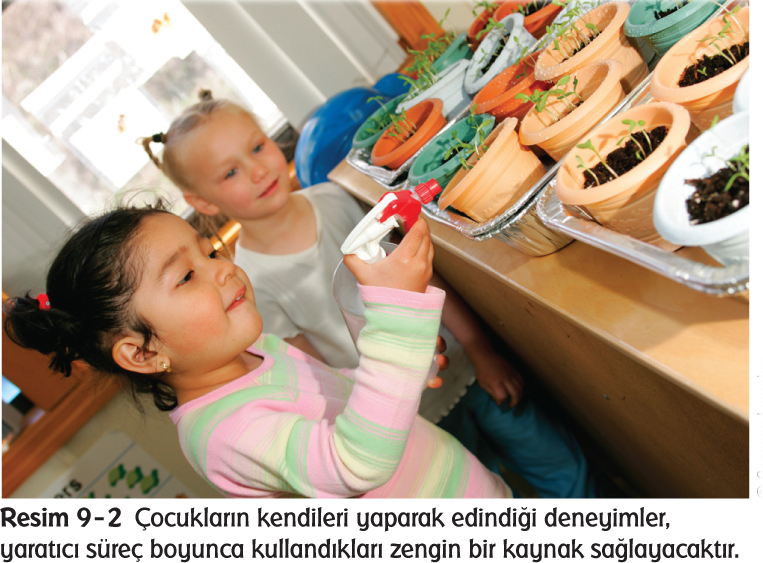 Resim 9-2 Çocukların kendileri yaparak edindiği deneyimler,
yaratıcı süreç boyunca kullandıkları zengin bir kaynak sağlayacaktır.